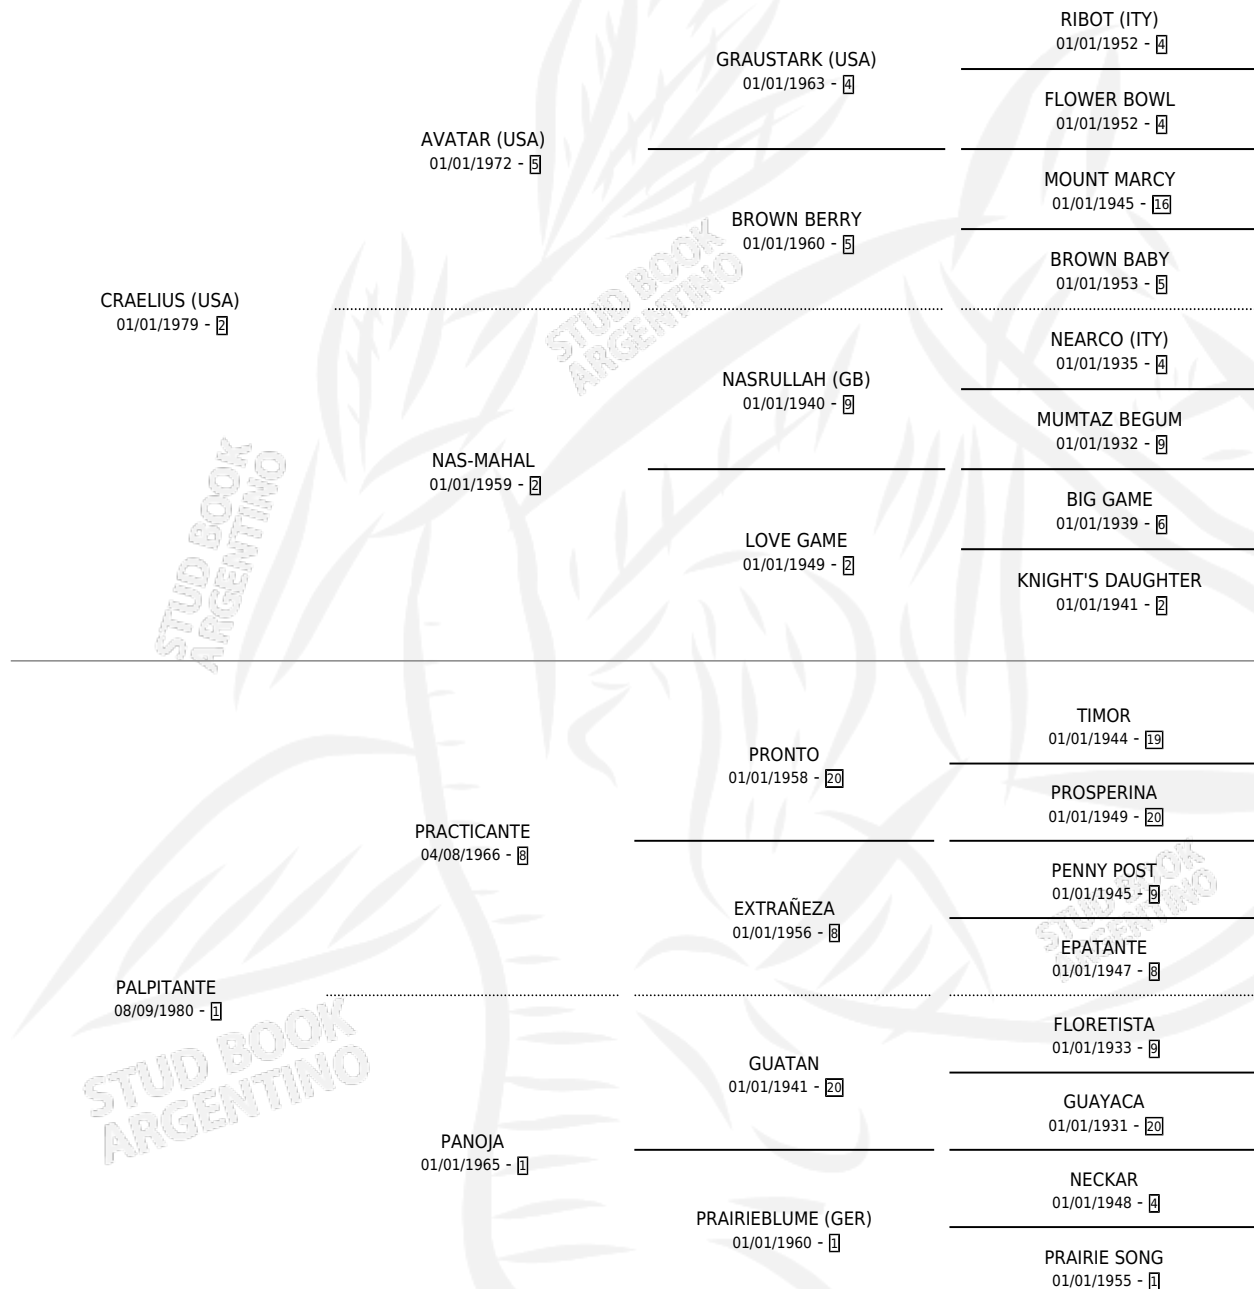 RIBOT (ITY)
01/01/1952 - 4
GRAUSTARK (USA)
01/01/1963 - 4
FLOWER BOWL
01/01/1952 - 4
AVATAR (USA)
01/01/1972 - 5
MOUNT MARCY
01/01/1945 - 16
BROWN BERRY
01/01/1960 - 5
BROWN BABY
01/01/1953 - 5
CRAELIUS (USA)
01/01/1979 - 2
NEARCO (ITY)
01/01/1935 - 4
NASRULLAH (GB)
01/01/1940 - 9
MUMTAZ BEGUM
01/01/1932 - 9
NAS-MAHAL
01/01/1959 - 2
BIG GAME
01/01/1939 - 6
LOVE GAME
01/01/1949 - 2
KNIGHT'S DAUGHTER
01/01/1941 - 2
TIMOR
01/01/1944 - 19
PRONTO
01/01/1958 - 20
PROSPERINA
01/01/1949 - 20
PRACTICANTE
04/08/1966 - 8
PENNY POST
01/01/1945 - 9
EXTRAÑEZA
01/01/1956 - 8
EPATANTE
01/01/1947 - 8
PALPITANTE
08/09/1980 - 1
FLORETISTA
01/01/1933 - 9
GUATAN
01/01/1941 - 20
GUAYACA
01/01/1931 - 20
PANOJA
01/01/1965 - 1
NECKAR
01/01/1948 - 4
PRAIRIEBLUME (GER)
01/01/1960 - 1
PRAIRIE SONG
01/01/1955 - 1
STUD BOOK
ARGENTINO
STUD BOOK
ARGENTINO
STUD BOOK
ARGENTINO
STUD BOOK
ARGENTINO